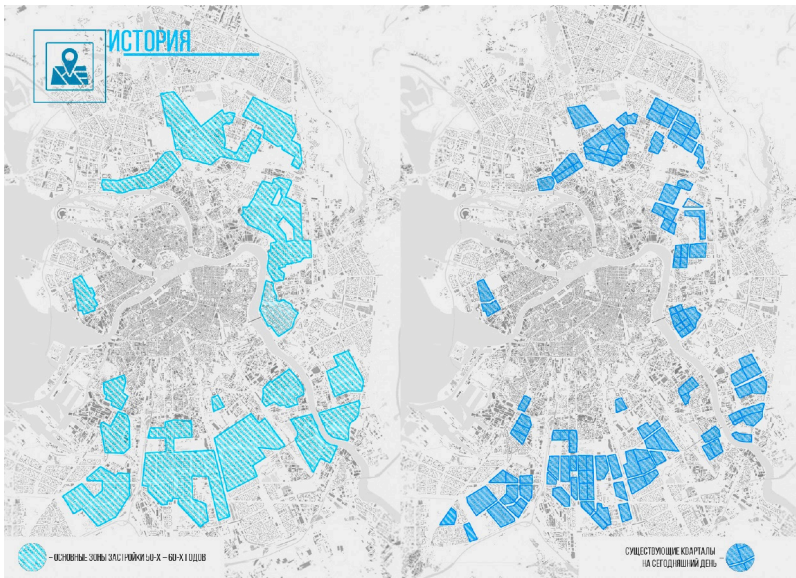 ИСТОРИЯ
- ОСНОВНЫЕ ЗОНЫ ЗАСТРОЙКИ 50-Х – 60-Х ГОДОВ
СУЩЕСТВУЮЩИЕ КВАРТАЛЫ
НА СЕГОДНЯШНИЙ ДЕНЬ